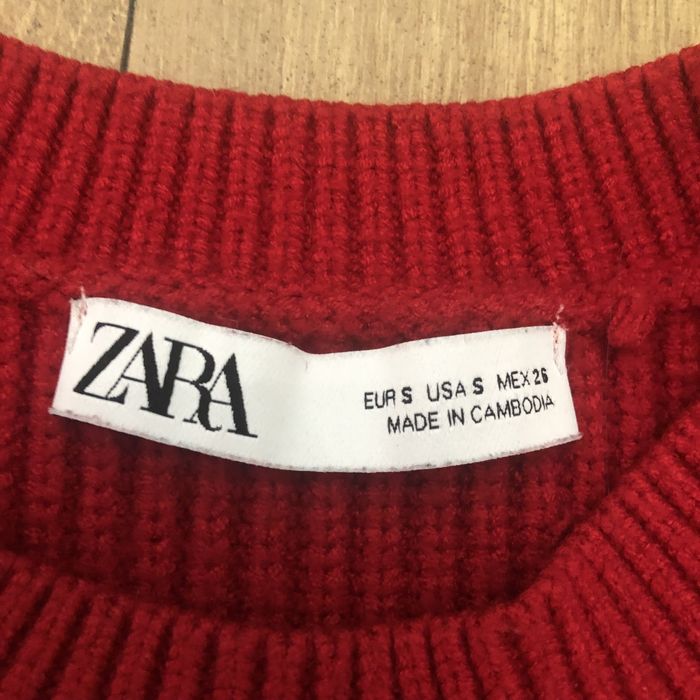 ZARA
EUR S USA S MEX 26
MADE IN CAMBODIA